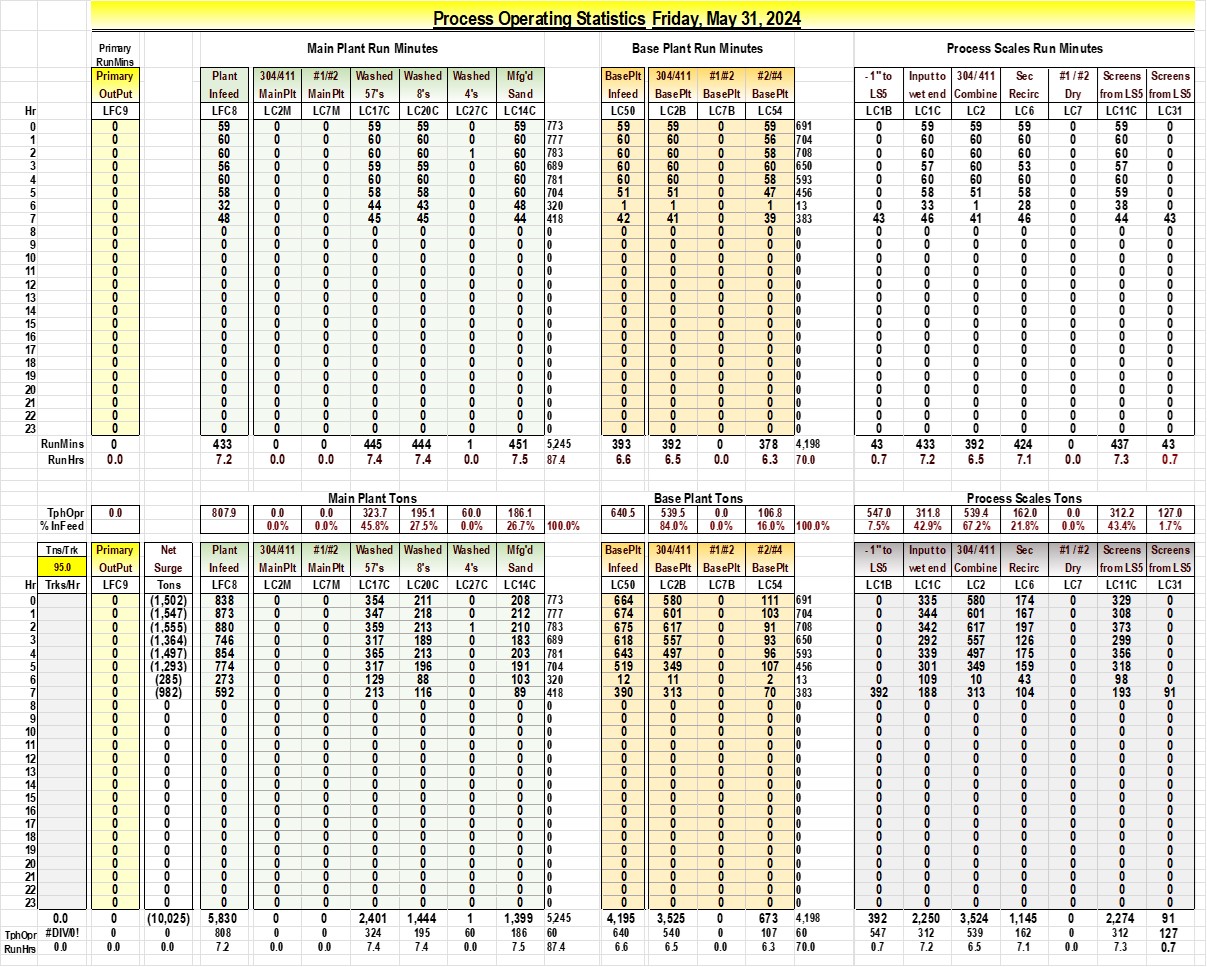 Process Operating Statistics Friday, May 31, 2024
Primary RunMins Main Plant Run Minutes Base Plant Run Minutes Process Scales Run Minutes
Primary Plant 304/411 #1/#2 Washed Washed Washed Mfg'd BasePlt 304/411 #1/#2 #2/#4 - 1" to Input to 304/ 411 Sec #1 / #2 Screens Screens
OutPut Infeed MainPlt Main Plt 57's 8's 4's Sand Infeed BasePlt BasePlt BasePlt LS5 wet end Combine Recirc Dry from LS5 from LS5
Hr LFC9 LFC8 LC2M LC7M LC17C LC20C LC27C LC14C LC50 LC2B LC7B LC54 LC1B LC1C LC2 LC6 LC7 LC11C LC31
0 0 59 0 0 59 59 0 59 773 59 59 0 59 691 0 59 59 59 0 59 0
1 0 60 0 0 60 60 0 60 777 60 60 0 56 704 0 60 60 60 0 60 0
2 0 60 0 0 60 60 1 60 783 60 60 0 58 708 0 60 60 60 0 60 0
3 0 56 0 0 59 59 0 60 689 60 60 0 60 650 0 57 60 53 0 57 0
4 0 60 0 0 60 60 0 60 781 60 60 0 58 593 0 60 60 60 0 60 0
5 0 58 0 0 58 58 0 60 704 51 51 0 47 456 0 58 51 58 0 59 0
6 0 32 0 0 44 43 0 48 320 1 1 0 1 13 0 33 1 28 0 38 0
7 0 48 0 0 45 45 0 44 418 42 41 0 39 383 43 46 41 46 0 44 43
8 0 0 0 0 0 0 0 0 0 0 0 0 0 0 0 0 0 0 0 0 0
9 0 0 0 0 0 0 0 0 0 0 0 0 0 0 0 0 0 0 0 0 0
10 0 0 0 0 0 0 0 0 0 0 0 0 0 0 0 0 0 0 0 0 0
11 0 0 0 0 0 0 0 0 0 0 0 0 0 0 0 0 0 0 0 0 0
12 0 0 0 0 0 0 0 0 0 0 0 0 0 0 0 0 0 0 0 0 0
13 0 0 0 0 0 0 0 0 0 0 0 0 0 0 0 0 0 0 0 0 0
14 0 0 0 0 0 0 0 0 0 0 0 0 0 0 0 0 0 0 0 0 0
15 0 0 0 0 0 0 0 0 0 0 0 0 0 0 0 0 0 0 0 0 0
16 0 0 0 0 0 0 0 0 0 0 0 0 0 0 0 0 0 0 0 0 0
17 0 0 0 0 0 0 0 0 0 0 0 0 0 0 0 0 0 0 0 0 0
18 0 0 0 0 0 0 0 0 0 0 0 0 0 0 0 0 0 0 0 0 0
19 0 0 0 0 0 0 0 0 0 0 0 0 0 0 0 0 0 0 0 0 0
20 0 0 0 0 0 0 0 0 0 0 0 0 0 0 0 0 0 0 0 0 0
21 0 0 0 0 0 0 0 0 0 0 0 0 0 0 0 0 0 0 0 0 0
22 0 0 0 0 0 0 0 0 0 0 0 0 0 0 0 0 0 0 0 0 0
23 0 0 0 0 0 0 0 0 0 0 0 0 0 0 0 0 0 0 0 0 0
RunMins 0 433 0 0 445 444 1 451 5,245 393 392 0 378 4,198 43 433 392 424 0 437 43
Run Hrs 0.0 7.2 0.0 0.0 7.4 7.4 0.0 7.5 87.4 6.6 6.5 0.0 6.3 70.0 0.7 7.2 6.5 7.1 0.0 7.3 0.7
Main Plant Tons Base Plant Tons Process Scales Tons
TphOpr 0.0 807.9 0.0 0.0 323.7 195.1 60.0 186.1 640.5 539.5 0.0 106.8 547.0 311.8 539.4 162.0 0.0 312.2 127.0
% InFeed 0.0% 0.0% 45.8% 27.5% 0.0% 26.7% 100.0% 84.0% 0.0% 16.0% 100.0% 7.5% 42.9% 67.2% 21.8% 0.0% 43.4% 1.7%
Tns/Trk Primary Net Plant 304/411 #1/#2 Washed Washed Washed Mfg'd BasePlt 304/411 #1/#2 #2/#4 - 1" to Input to 304/ 411 Sec #1 / #2 Screens Screens
95.0 OutPut Surge Infeed MainPlt Main Plt 57's 8's 4's Sand Infeed BasePlt BasePlt BasePlt LS5 wet end Combine Recirc Dry from LS5 from LS5
Hr Trks/Hr LFC9 Tons LFC8 LC2M LC7M LC17C LC20C LC27C LC14C LC50 LC2B LC7B LC54 LC1B LC1C LC2 LC6 LC7 LC11C LC31
0 0 (1,502) 838 0 0 354 211 0 208 773 664 580 0 111 691 0 335 580 174 0 329 0
1 0 (1,547) 873 0 0 347 218 0 212 777 674 601 0 103 704 0 344 601 167 0 308 0
2 0 (1,555) 880 0 0 359 213 1 210 783 675 617 0 91 708 0 342 617 197 0 373 0
3 0 (1,364) 746 0 0 317 189 0 183 689 618 557 0 93 650 0 292 557 126 0 299 0
4 0 (1,497) 854 0 0 365 213 0 203 781 643 497 0 96 593 0 339 497 175 0 356 0
5 0 (1,293) 774 0 0 317 196 0 191 704 519 349 0 107 456 0 301 349 159 0 318 0
6 0 (285) 273 0 0 129 88 0 103 320 12 11 0 2 13 0 109 10 43 0 98 0
7 0 (982) 592 0 0 213 116 0 89 418 390 313 0 70 383 392 188 313 104 0 193 91
8 0 0 0 0 0 0 0 0 0 0 0 0 0 0 0 0 0 0 0 0 0 0
9 0 0 0 0 0 0 0 0 0 0 0 0 0 0 0 0 0 0 0 0 0 0
10 0 0 0 0 0 0 0 0 0 0 0 0 0 0 0 0 0 0 0 0 0 0
11 0 0 0 0 0 0 0 0 0 0 0 0 0 0 0 0 0 0 0 0 0 0
12 0 0 0 0 0 0 0 0 0 0 0 0 0 0 0 0 0 0 0 0 0 0
13 0 0 0 0 0 0 0 0 0 0 0 0 0 0 0 0 0 0 0 0 0 0
14 0 0 0 0 0 0 0 0 0 0 0 0 0 0 0 0 0 0 0 0 0 0
15 0 0 0 0 0 0 0 0 0 0 0 0 0 0 0 0 0 0 0 0 0 0
16 0 0 0 0 0 0 0 0 0 0 0 0 0 0 0 0 0 0 0 0 0 0
17 0 0 0 0 0 0 0 0 0 0 0 0 0 0 0 0 0 0 0 0 0 0
18 0 0 0 0 0 0 0 0 0 0 0 0 0 0 0 0 0 0 0 0 0 0
19 0 0 0 0 0 0 0 0 0 0 0 0 0 0 0 0 0 0 0 0 0 0
20 0 0 0 0 0 0 0 0 0 0 0 0 0 0 0 0 0 0 0 0 0 0
21 0 0 0 0 0 0 0 0 0 0 0 0 0 0 0 0 0 0 0 0 0 0
22 0 0 0 0 0 0 0 0 0 0 0 0 0 0 0 0 0 0 0 0 0 0
23 0 0 0 0 0 0 0 0 0 0 0 0 0 0 0 0 0 0 0 0 0 0
0.0 0 (10,025) 5,830 0 0 2,401 1,444 1 1,399 5,245 4,195 3,525 0 673 4,198 392 2,250 3,524 1,145 0 2,274 91
TphOpr #DIV/0! 0 0 808 0 0 324 195 60 186 60 640 540 0 107 60 547 312 539 162 0 312 127
RunHrs 0.0 0.0 0.0 7.2 0.0 0.0 7.4 7.4 0.0 7.5 87.4 6.6 6.5 0.0 6.3 70.0 0.7 7.2 6.5 7.1 0.0 7.3 0.7